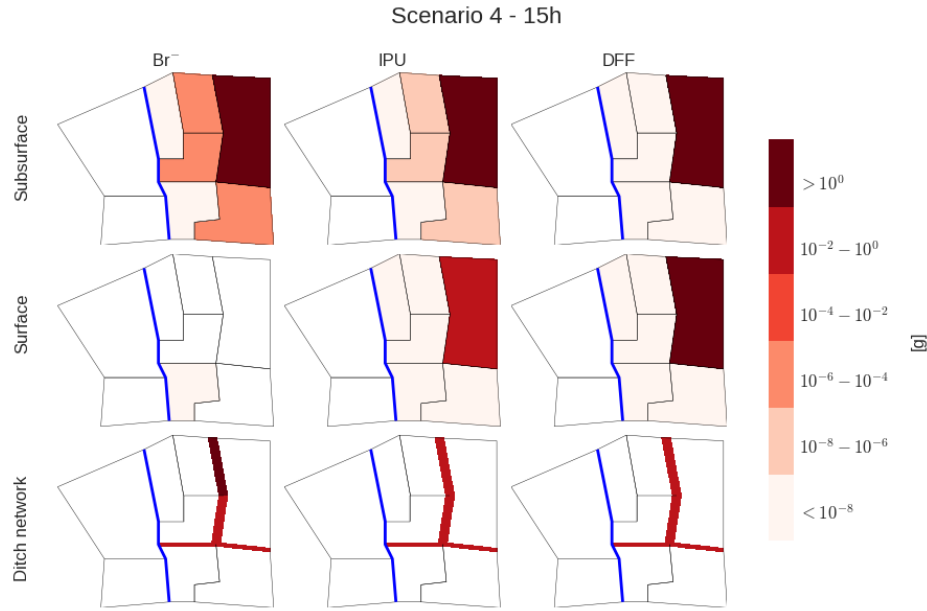 Scenario 4 - 15h
Br⁻ IPU DFF
Subsurface
Surface
Ditch network
> 10⁰
10⁻² − 10⁰
10⁻⁴ − 10⁻²
10⁻⁶ − 10⁻⁴
10⁻⁸ − 10⁻⁶
< 10⁻⁸
[g]